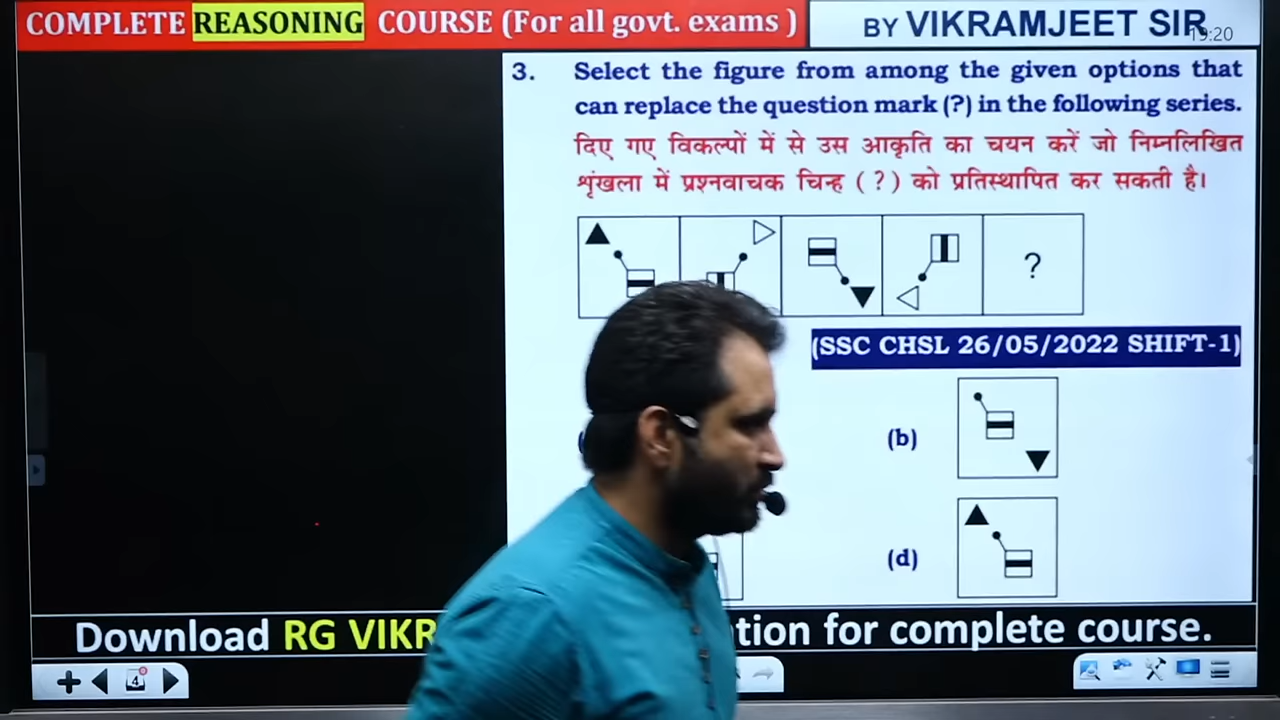 COMPLETE REASONING COURSE (For all govt. exams )
BY VIKRAMJEET SIR
19:20
3. Select the figure from among the given options that
can replace the question mark (?) in the following series.
दिए गए विकल्पों में से उस आकृति का चयन करें जो निम्नलिखित
शृंखला में प्रश्नवाचक चिन्ह (?) को प्रतिस्थापित कर सकती है।
?
(SSC CHSL 26/05/2022 SHIFT-1)
(b)
(d)
Download RG VIKR
tion for complete course.
4